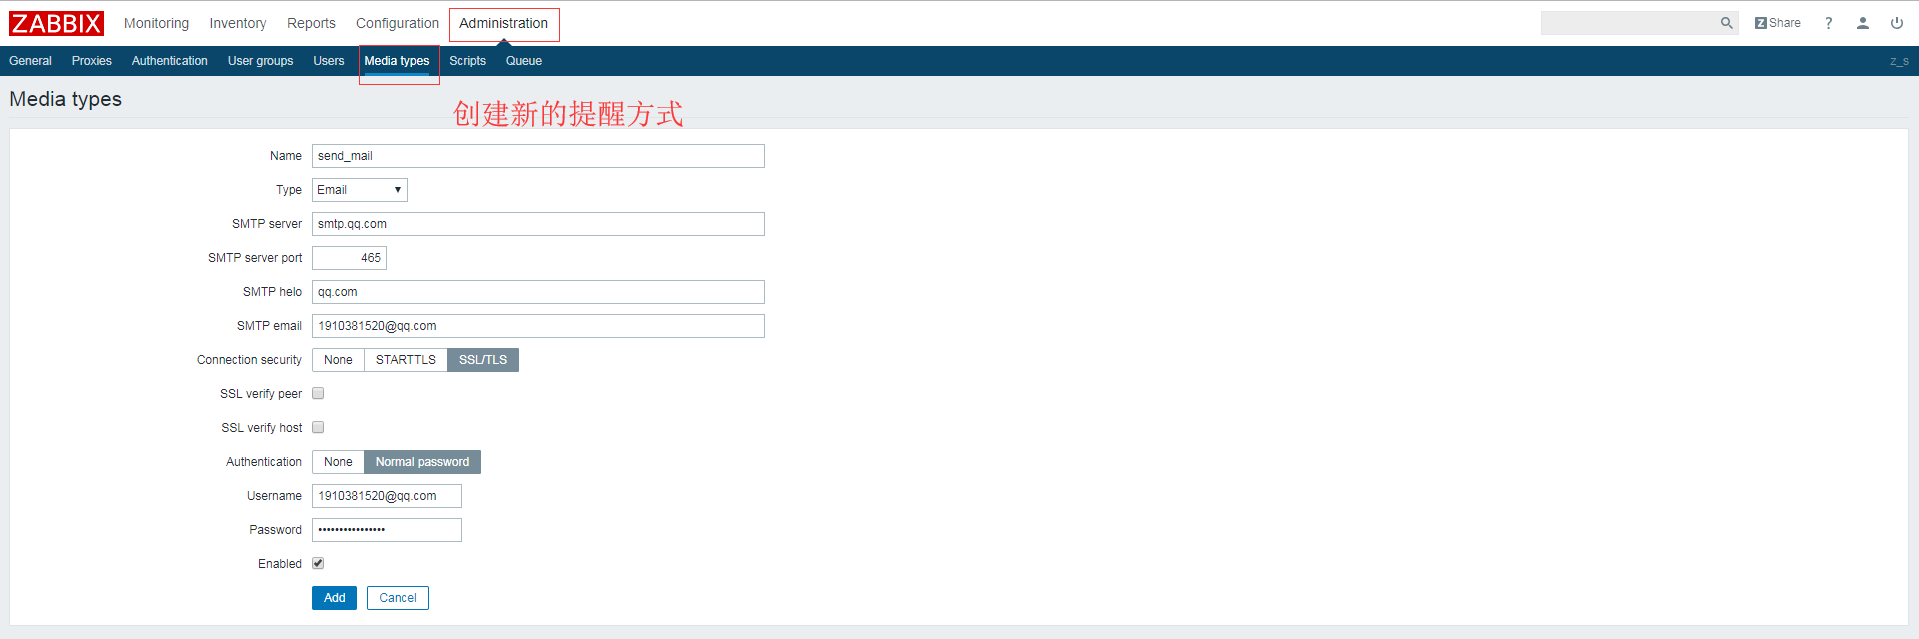 ZABBIX Monitoring Inventory Reports Configuration Administration Z Share ?
General Proxies Authentication User groups Users Media types Scripts Queue z_s
Media types
创建新的提醒方式
Name send_mail
Type Email
SMTP server smtp.qq.com
SMTP server port 465
SMTP helo qq.com
SMTP email 1910381520@qq.com
Connection security None STARTTLS SSL/TLS
SSL verify peer
SSL verify host
Authentication None Normal password
Username 1910381520@qq.com
Password ••••••••••••••••
Enabled
Add Cancel